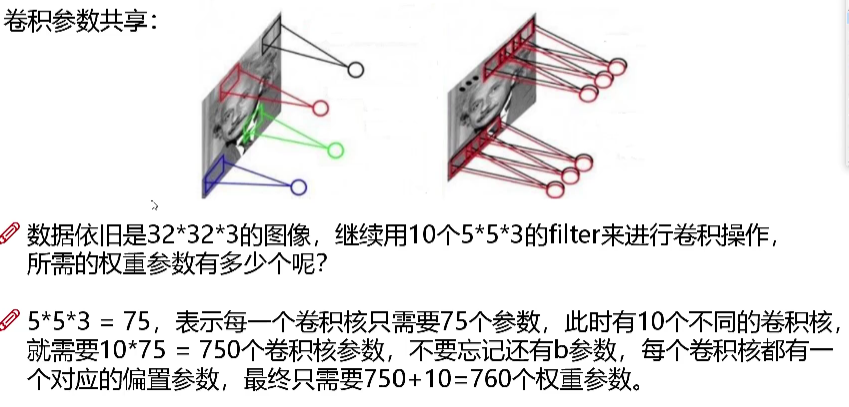 卷积参数共享：
数据依旧是32*32*3的图像，继续用10个5*5*3的filter来进行卷积操作，
所需的权重参数有多少个呢？
5*5*3 = 75，表示每一个卷积核只需要75个参数，此时有10个不同的卷积核，
就需要10*75 = 750个卷积核参数，不要忘记还有b参数，每个卷积核都有一
个对应的偏置参数，最终只需要750+10=760个权重参数。